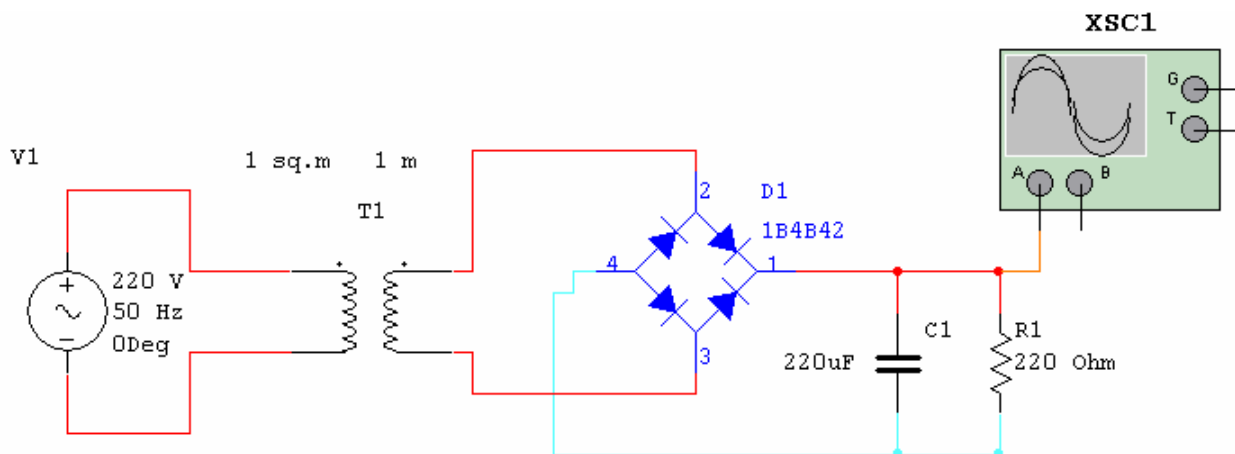 XSC1
G
T
A
B
V1
1 sq.m 1 m
T1
2
D1
1B4B42
4
1
+
220 V
50 Hz
0Deg
3
C1
220uF
R1
220 Ohm